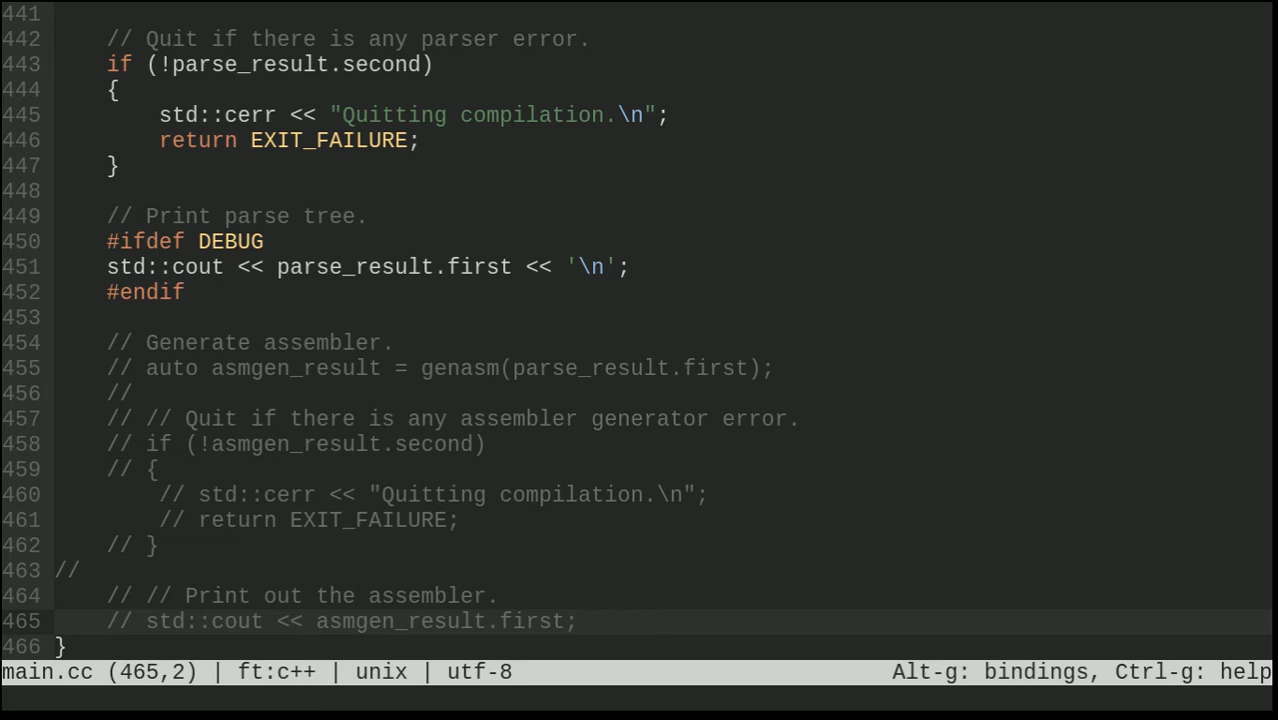 441
442     // Quit if there is any parser error.
443     if (!parse_result.second)
444     {
445         std::cerr << "Quitting compilation.\n";
446         return EXIT_FAILURE;
447     }
448
449     // Print parse tree.
450     #ifdef DEBUG
451     std::cout << parse_result.first << '\n';
452     #endif
453
454     // Generate assembler.
455     // auto asmgen_result = genasm(parse_result.first);
456     //
457     // // Quit if there is any assembler generator error.
458     // if (!asmgen_result.second)
459     // {
460         // std::cerr << "Quitting compilation.\n";
461         // return EXIT_FAILURE;
462     // }
463 //
464     // // Print out the assembler.
465     // std::cout << asmgen_result.first;
466 }
main.cc (465,2) | ft:c++ | unix | utf-8 Alt-g: bindings, Ctrl-g: help